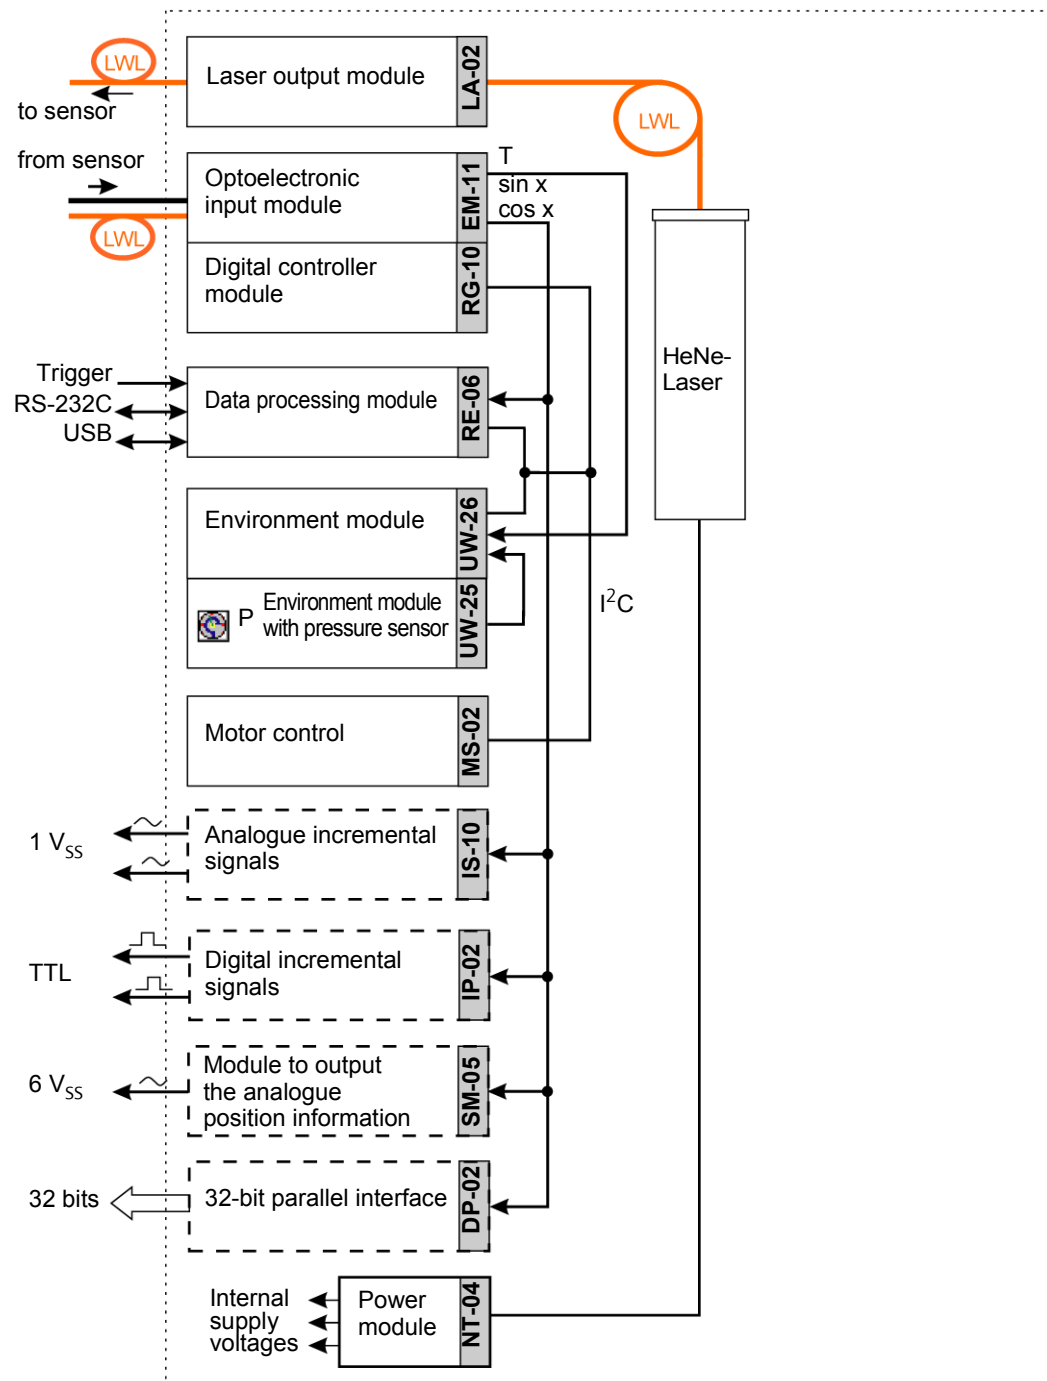 LWL
Laser output module
LA-02
to sensor
LWL
from sensor
Optoelectronic
input module
EM-11
T
sin x
cos x
LWL
Digital controller
module
RG-10
HeNe-
Laser
Trigger
RS-232C
USB
Data processing module
RE-06
Environment module
UW-26
P
Environment module
with pressure sensor
UW-25
I²C
Motor control
MS-02
1 V_SS
Analogue incremental
signals
IS-10
TTL
Digital incremental
signals
IP-02
6 V_SS
Module to output
the analogue
position information
SM-05
32 bits
32-bit parallel interface
DP-02
Internal
supply
voltages
Power
module
NT-04